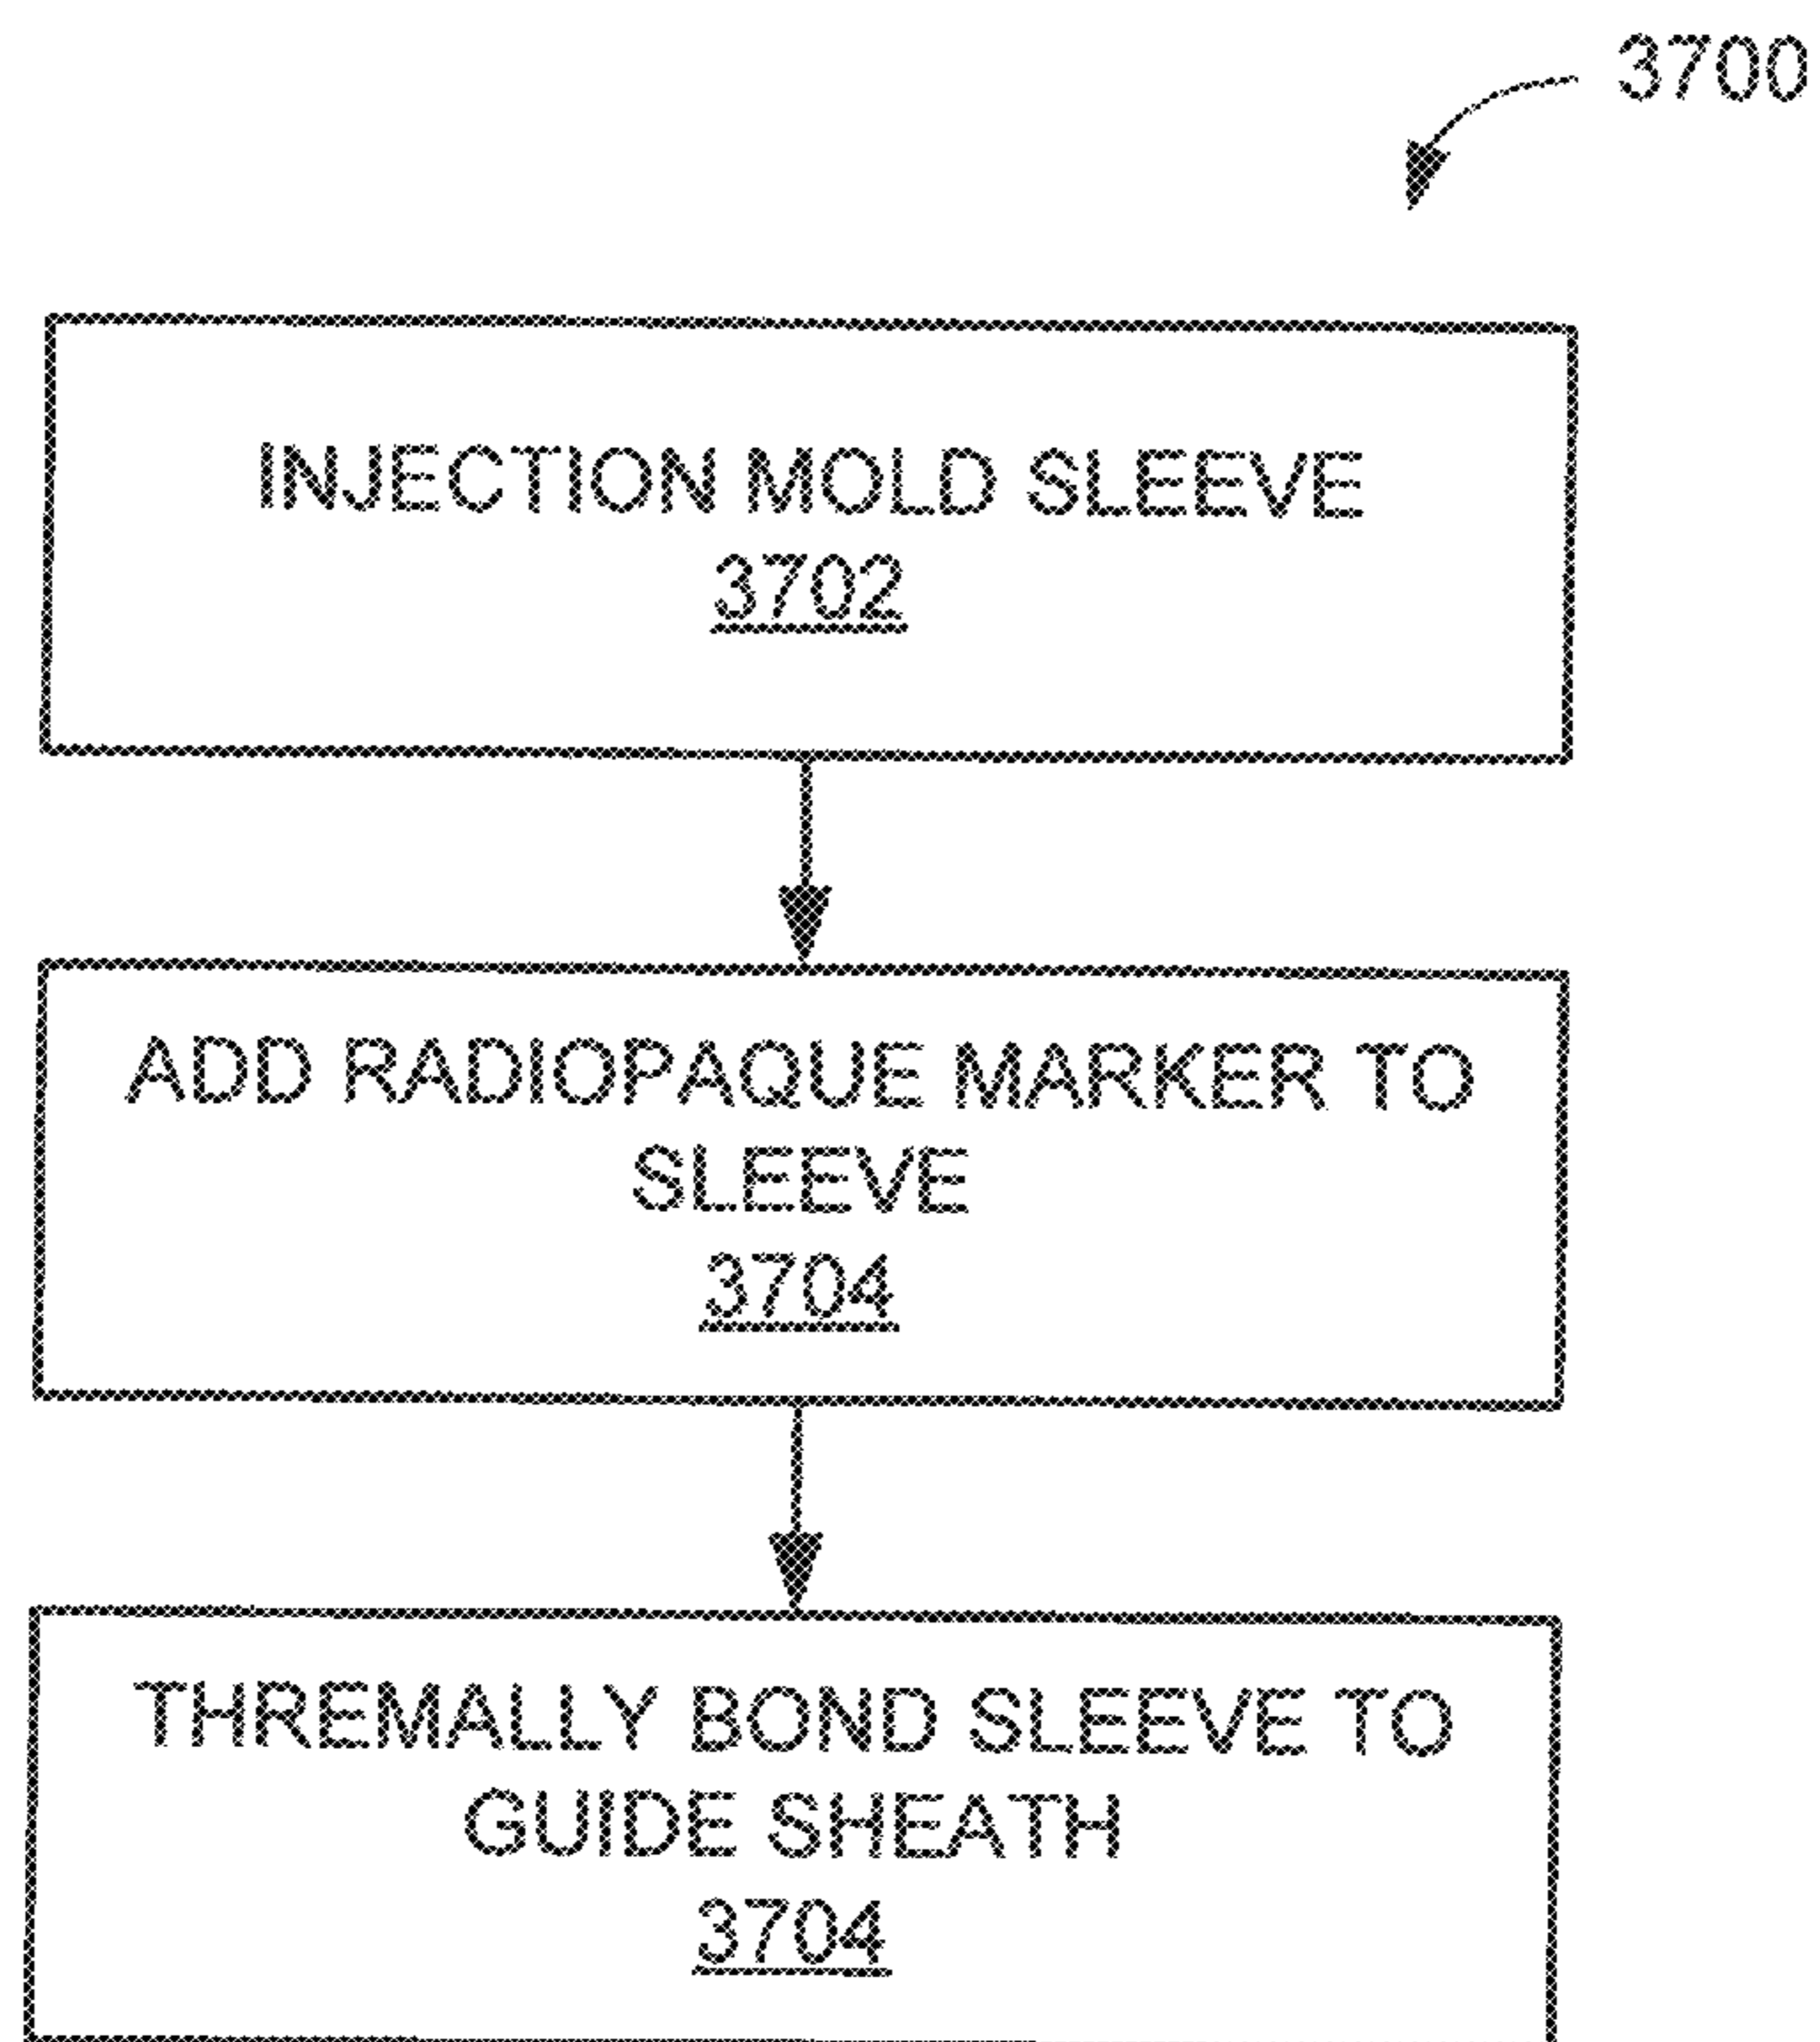 3700
INJECTION MOLD SLEEVE
3702
ADD RADIOPAQUE MARKER TO
SLEEVE
3704
THREMALLY BOND SLEEVE TO
GUIDE SHEATH
3704